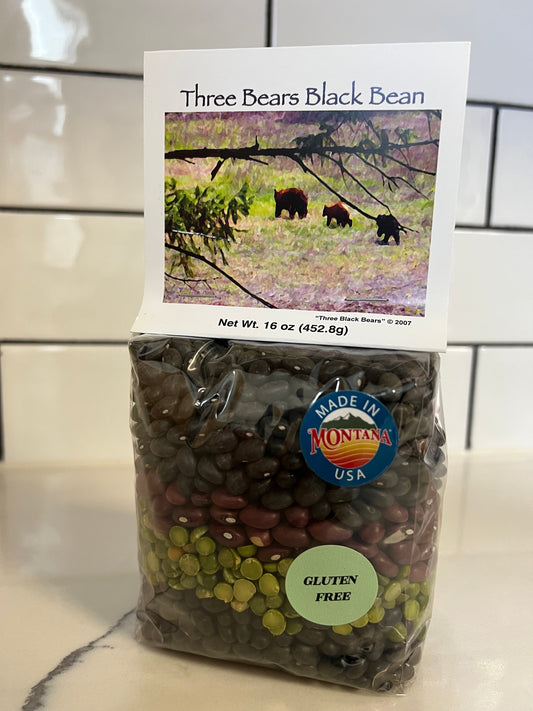 Three Bears Black Bean
"Three Black Bears" © 2007
Net Wt. 16 oz (452.8g)
MADE IN
MONTANA
USA
GLUTEN
FREE